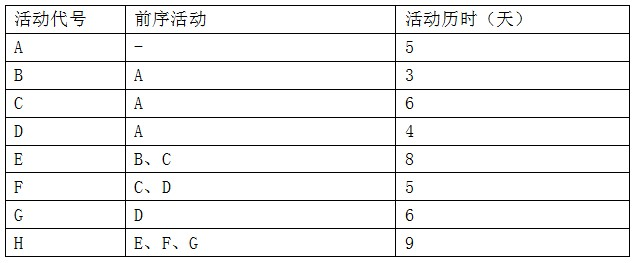 活动代号 前序活动 活动历时（天）
A - 5
B A 3
C A 6
D A 4
E B、C 8
F C、D 5
G D 6
H E、F、G 9